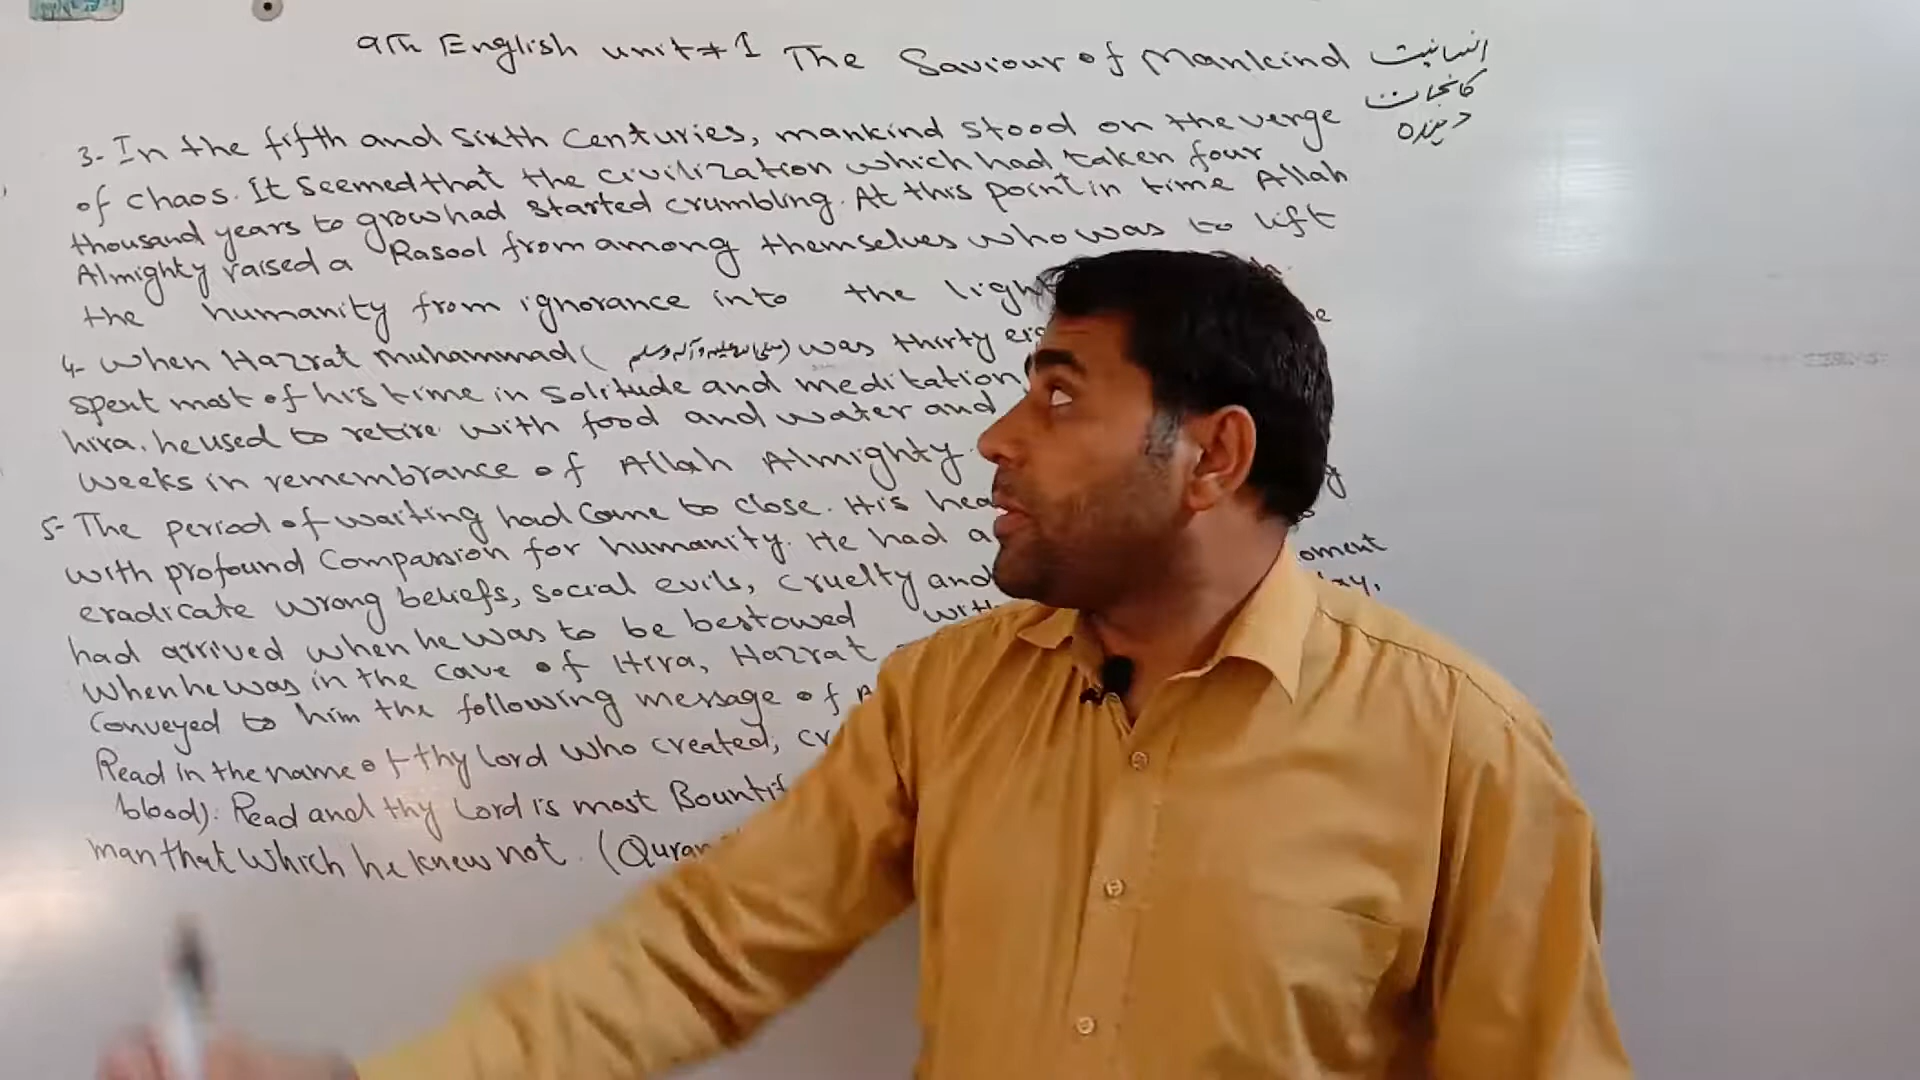 9Th English unit#1 The Saviour of Mankind انسانیت
کا نجات
دہندہ
3- In the fifth and sixth Centuries, mankind stood on the verge
of chaos. It seemed that the civilization which had taken four
thousand years to grow had started crumbling. At this point in time Allah
Almighty raised a Rasool from among themselves who was to lift
the humanity from ignorance into the light
4- When Hazrat Muhammad ( صلی اللہ علیہ وآلہ وسلم) was thirty
spent most of his time in Solitude and meditation
hira. he used to retire with food and water and
weeks in remembrance of Allah Almighty.
5- The period of waiting had Come to close. His
with profound Compassion for humanity. He had a
eradicate wrong beliefs, social evils, cruelty and oment
had arrived when he was to be bestowed
When he was in the cave of Hira, Hazrat
Conveyed to him the following message of
Read in the name of thy Lord Who created; cr
blood): Read and thy Lord is most Bountif
man that which he knew not. (Quran